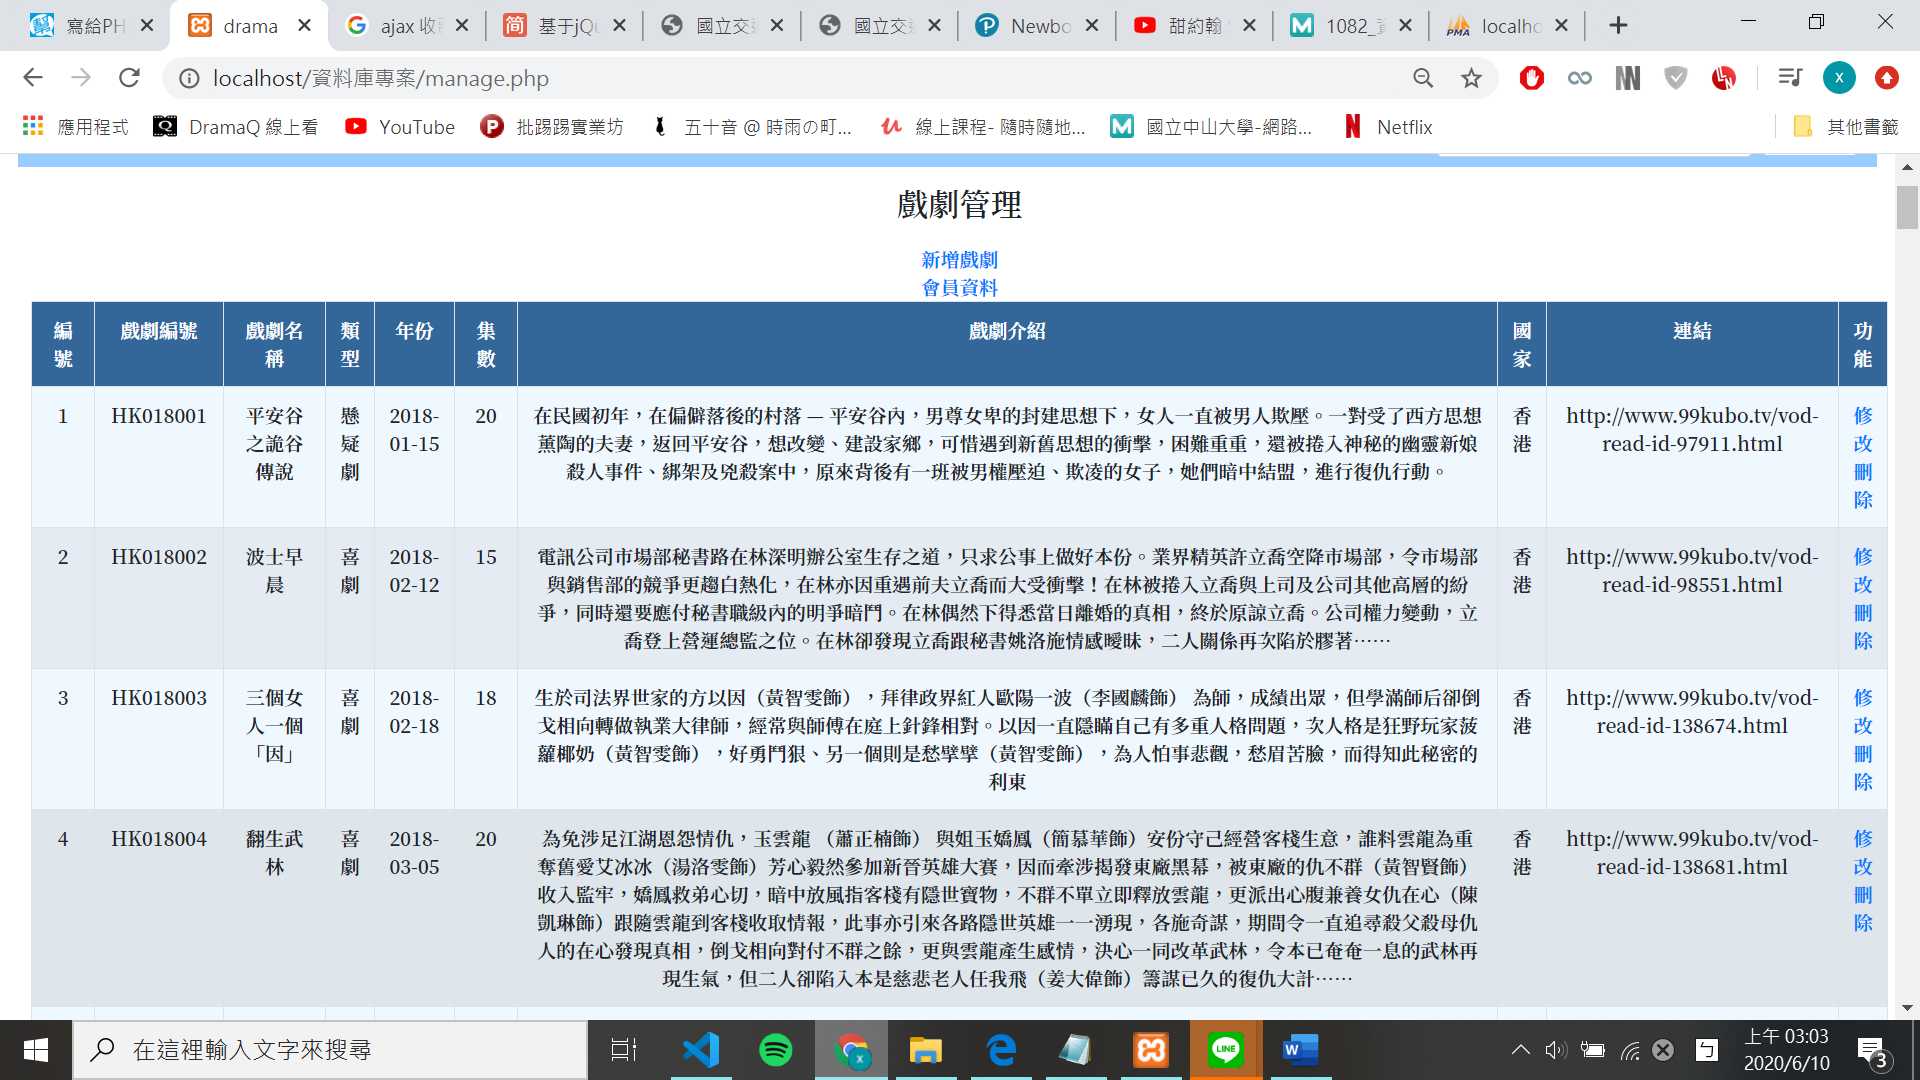 寫給PH
drama
ajax 收
基于jQu
國立交
國立交
Newbo
甜約翰
1082_
localho
localhost/資料庫專案/manage.php
應用程式
DramaQ 線上看
YouTube
批踢踢實業坊
五十音 @ 時雨の町...
線上課程- 隨時隨地...
國立中山大學-網路...
Netflix
其他書籤
戲劇管理
新增戲劇
會員資料
編號 戲劇編號 戲劇名稱 類型 年份 集數 戲劇介紹 國家 連結 功能
1 HK018001 平安谷之詭谷傳說 懸疑劇 2018-01-15 20
在民國初年，在偏僻落後的村落 — 平安谷內，男尊女卑的封建思想下，女人一直被男人欺壓。一對受了西方思想
薰陶的夫妻，返回平安谷，想改變、建設家鄉，可惜遇到新舊思想的衝擊，困難重重，還被捲入神秘的幽靈新娘
殺人事件、綁架及兇殺案中，原來背後有一班被男權壓迫、欺凌的女子，她們暗中結盟，進行復仇行動。
香港
http://www.99kubo.tv/vod-
read-id-97911.html
修改刪除
2 HK018002 波士早晨 喜劇 2018-02-12 15
電訊公司市場部秘書路在林深明辦公室生存之道，只求公事上做好本份。業界精英許立喬空降市場部，令市場部
與銷售部的競爭更趨白熱化，在林亦因重遇前夫立喬而大受衝擊！在林被捲入立喬與上司及公司其他高層的紛
爭，同時還要應付秘書職級內的明爭暗鬥。在林偶然下得悉當日離婚的真相，終於原諒立喬。公司權力變動，立
喬登上營運總監之位。在林卻發現立喬跟秘書姚洛施情感曖昧，二人關係再次陷於膠著……
香港
http://www.99kubo.tv/vod-
read-id-98551.html
修改刪除
3 HK018003 三個女人一個「因」 喜劇 2018-02-18 18
生於司法界世家的方以因（黃智雯飾），拜律政界紅人歐陽一波（李國麟飾） 為師，成績出眾，但學滿師后卻倒
戈相向轉做執業大律師，經常與師傅在庭上針鋒相對。以因一直隱瞞自己有多重人格問題，次人格是狂野玩家菠
蘿椰奶（黃智雯飾），好勇鬥狠、另一個則是愁孿孿（黃智雯飾），為人怕事悲觀，愁眉苦臉，而得知此秘密的
利東
香港
http://www.99kubo.tv/vod-
read-id-138674.html
修改刪除
4 HK018004 翻生武林 喜劇 2018-03-05 20
為免涉足江湖恩怨情仇，玉雲龍 （蕭正楠飾） 與姐玉嬌鳳（簡慕華飾）安份守己經營客棧生意，誰料雲龍為重
奪舊愛艾冰冰（湯洛雯飾）芳心毅然參加新晉英雄大賽，因而牽涉揭發東廠黑幕，被東廠的仇不群（黃智賢飾）
收入監牢，嬌鳳救弟心切，暗中放風指客棧有隱世寶物，不群不單立即釋放雲龍，更派出心腹兼養女仇在心（陳
凱琳飾）跟隨雲龍到客棧收取情報，此事亦引來各路隱世英雄一一湧現，各施奇謀，期間令一直追尋殺父殺母仇
人的在心發現真相，倒戈相向對付不群之餘，更與雲龍產生感情，決心一同改革武林，令本已奄奄一息的武林再
現生氣，但二人卻陷入本是慈悲老人任我飛（姜大偉飾）籌謀已久的復仇大計……
香港
http://www.99kubo.tv/vod-
read-id-138681.html
修改刪除
在這裡輸入文字來搜尋
上午 03:03
2020/6/10
3